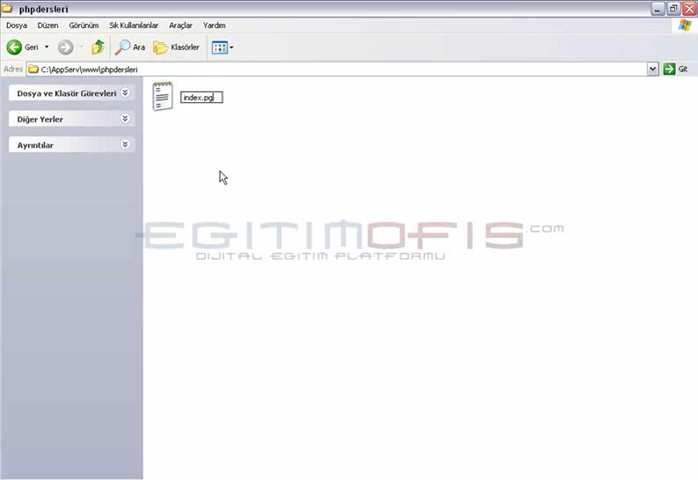 phpdersleri
Dosya Düzen Görünüm Sık Kullanılanlar Araçlar Yardım
Geri Ara Klasörler
Adres C:\AppServ\www\phpdersleri Git
Dosya ve Klasör Görevleri
index.pg
Diğer Yerler
Ayrıntılar
EGITIMOFIS.com
DIJITAL EGITIM PLATFORMU